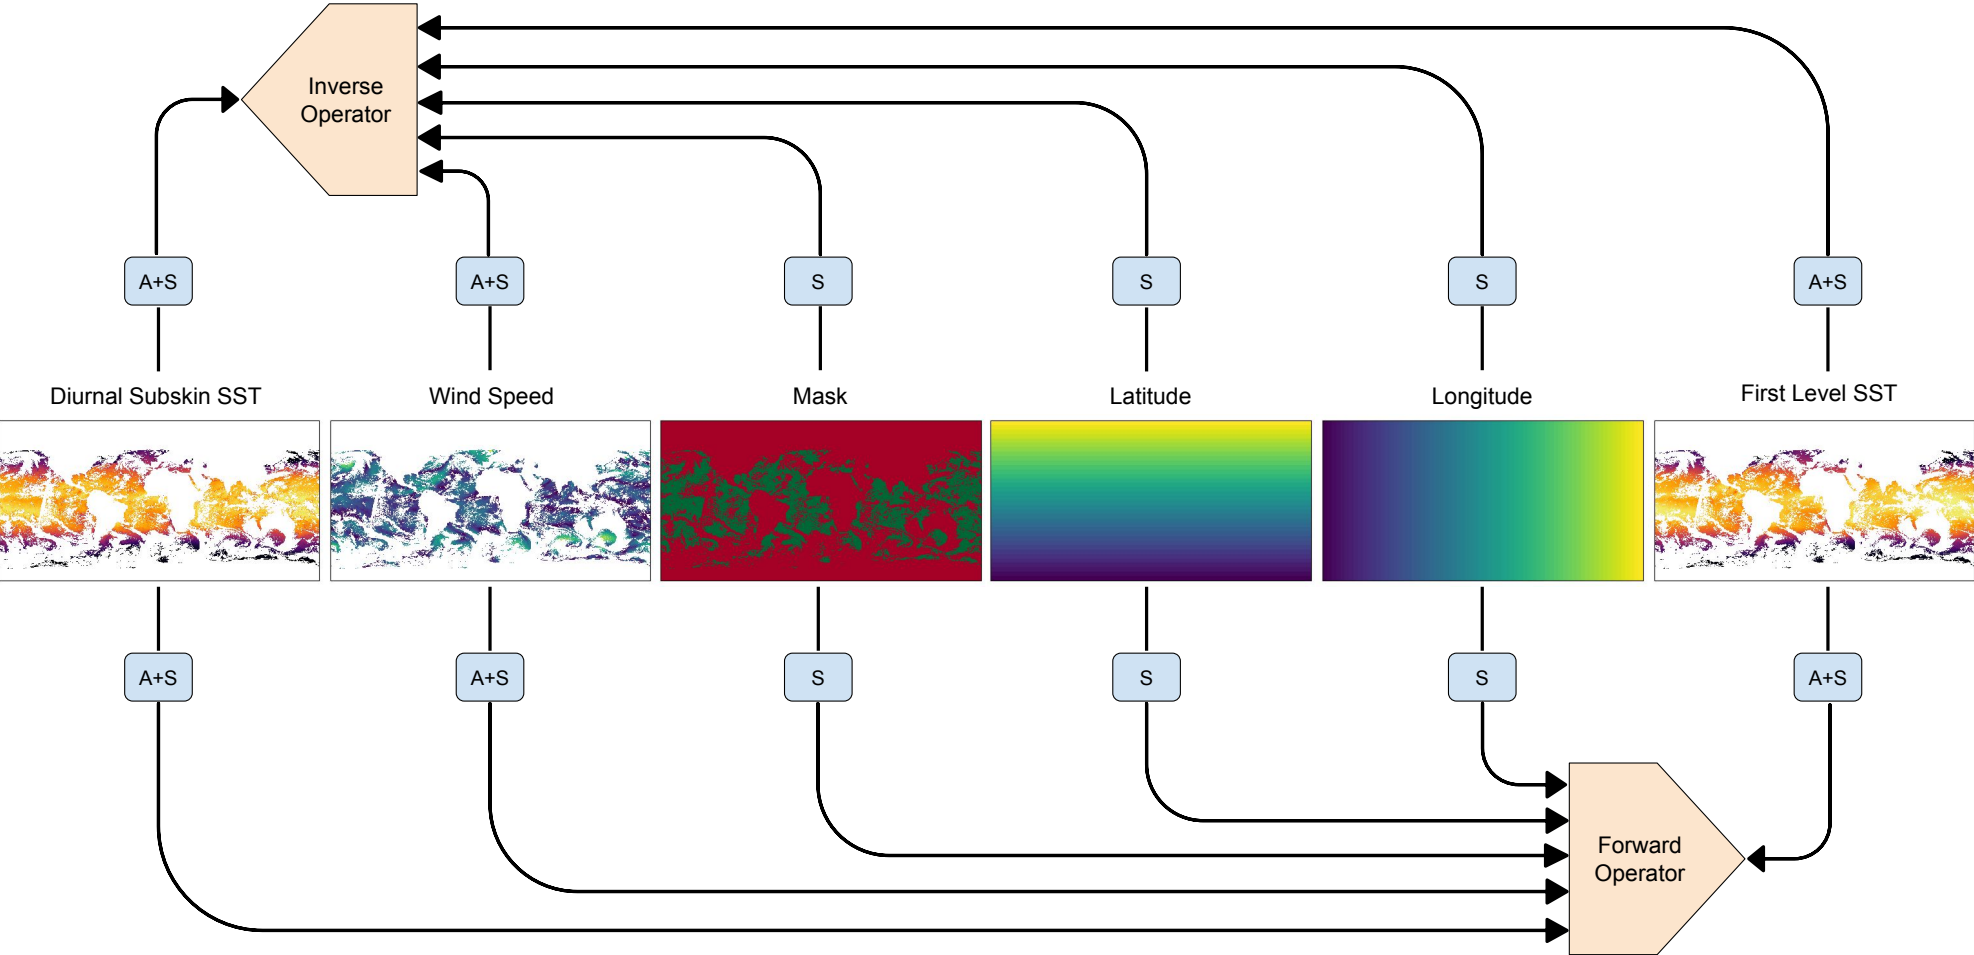 Inverse
Operator
A+S
A+S
S
S
S
A+S
Diurnal Subskin SST
Wind Speed
Mask
Latitude
Longitude
First Level SST
A+S
A+S
S
S
S
A+S
Forward
Operator